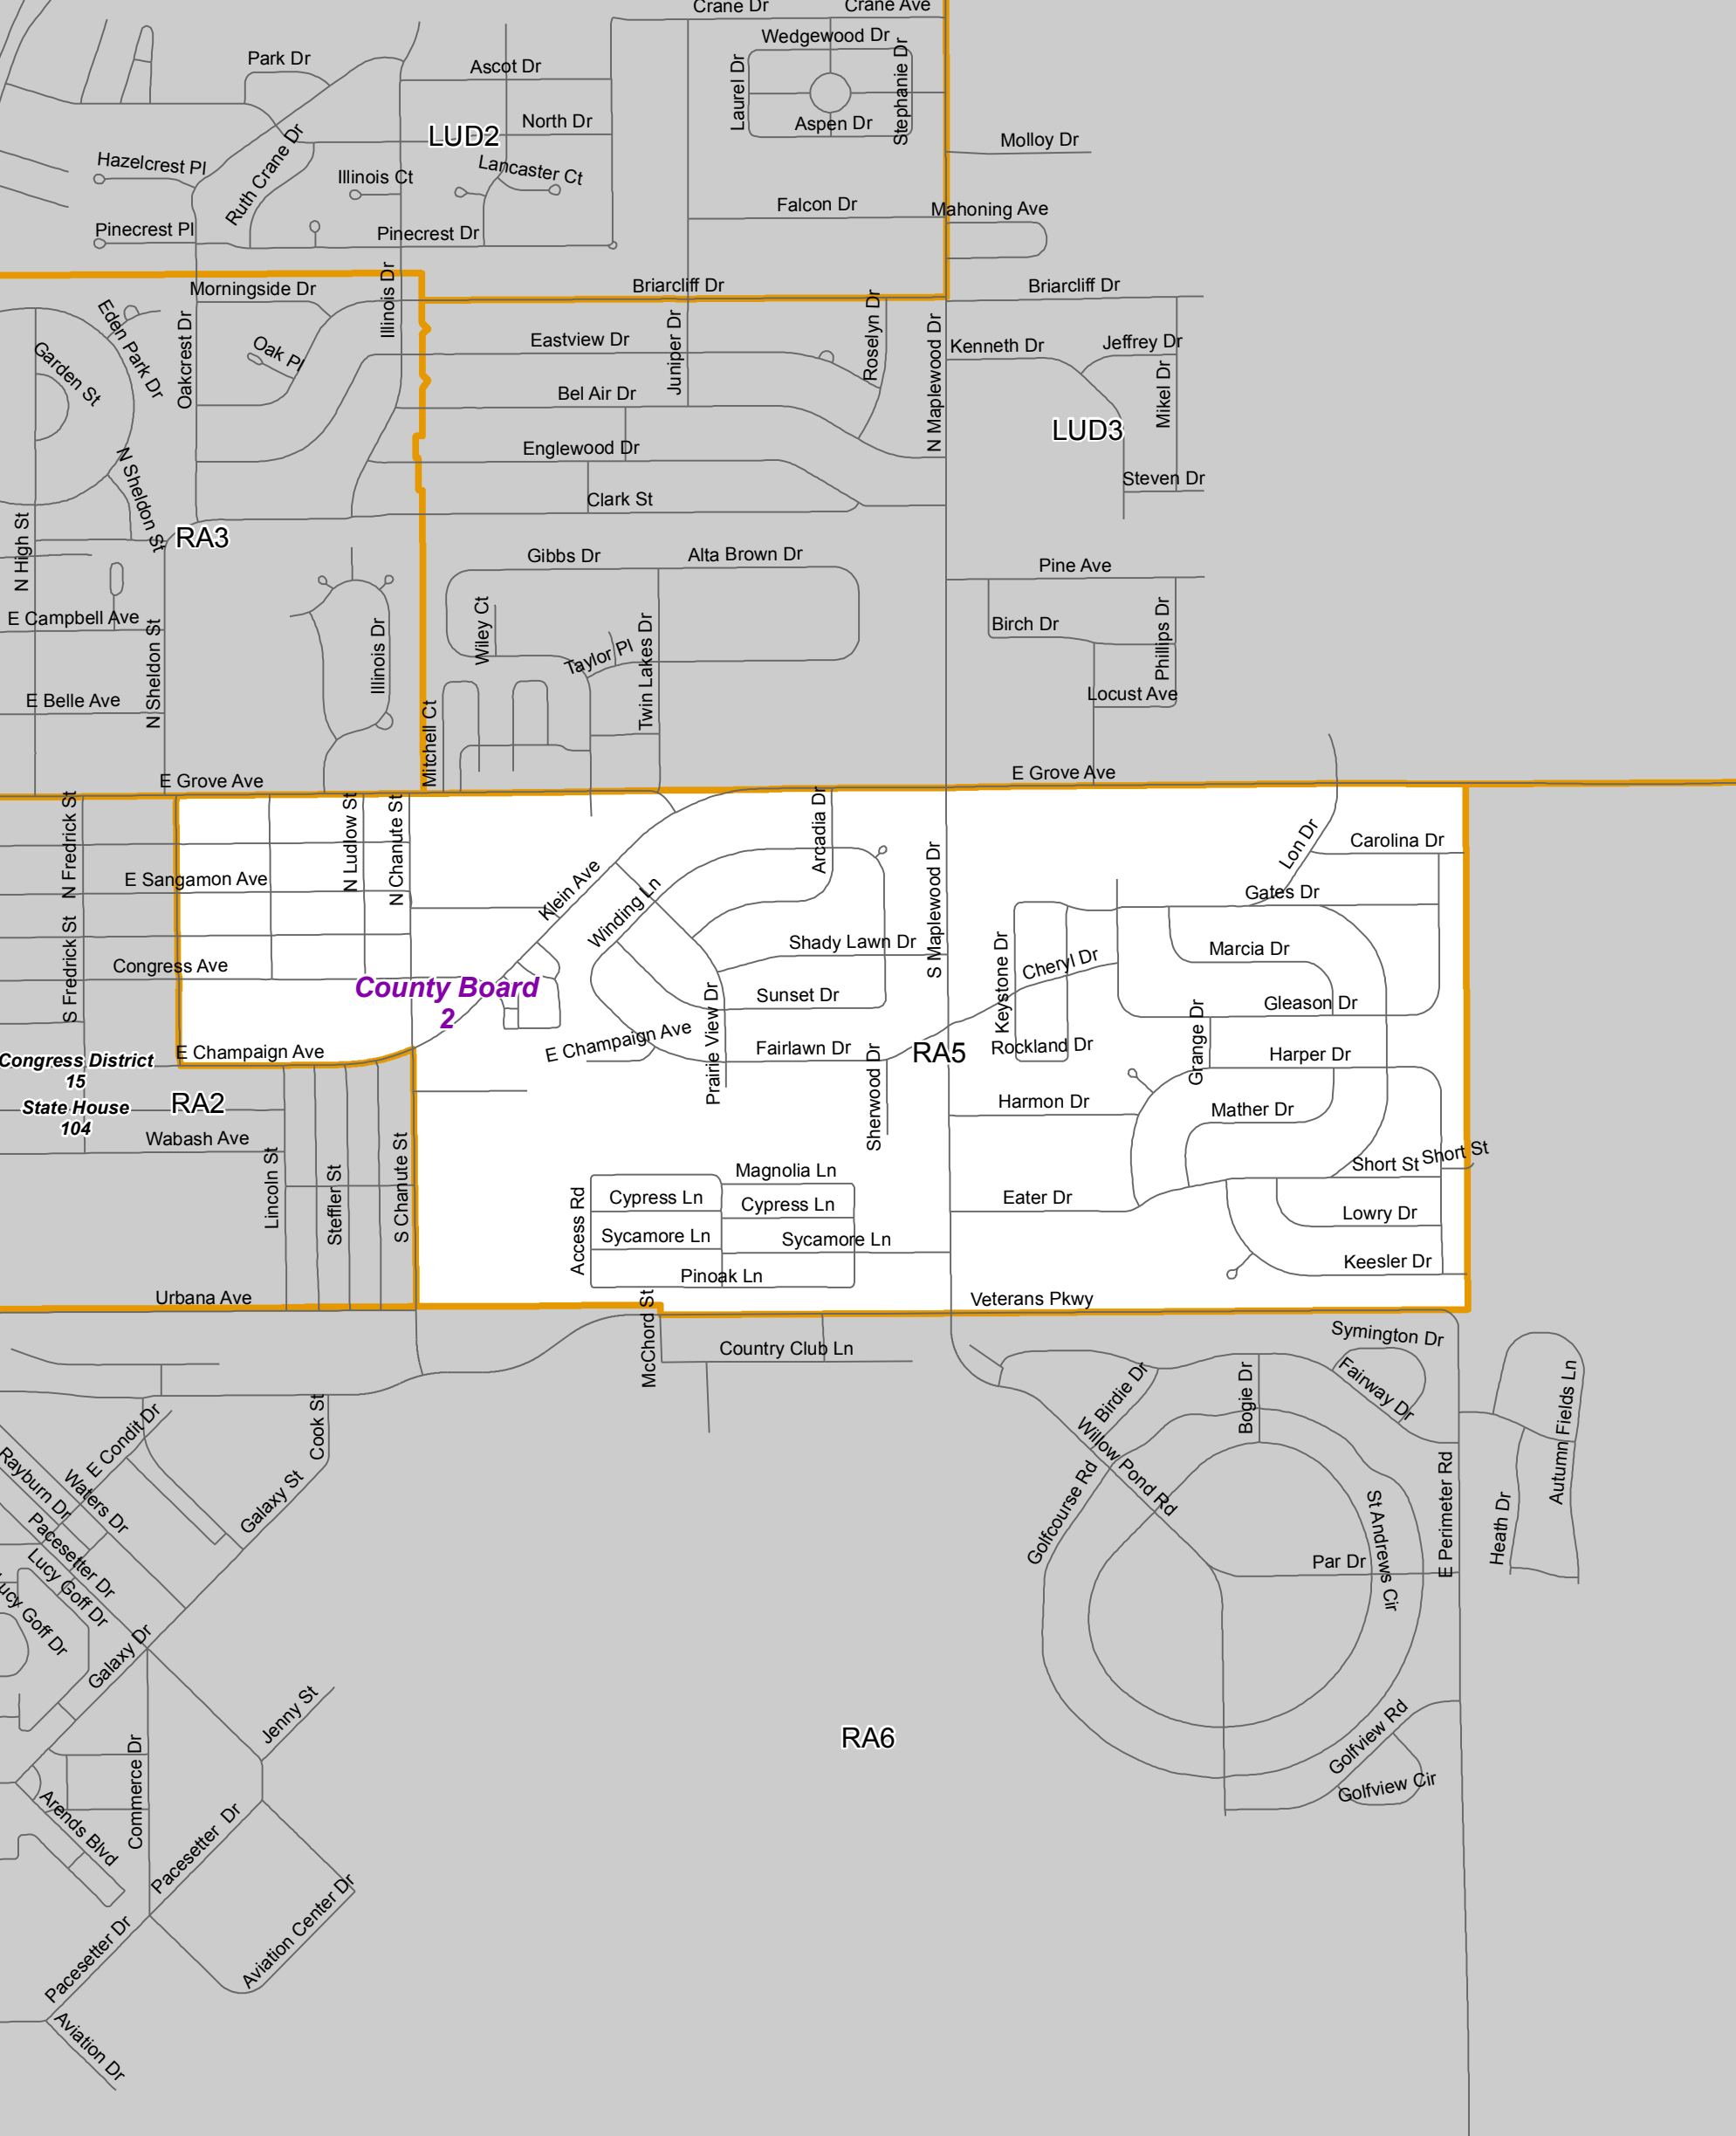 Crane Dr
Crane Ave
Wedgewood Dr
Park Dr
Ascot Dr
Laurel Dr
Stephanie Dr
North Dr
Aspen Dr
LUD2
Molloy Dr
Hazelcrest Pl
Ruth Crane Dr
Illinois Ct
Lancaster Ct
Falcon Dr
Mahoning Ave
Pinecrest Pl
Pinecrest Dr
Morningside Dr
Illinois Dr
Briarcliff Dr
Briarcliff Dr
Eden Park Dr
Garden St
Oakcrest Dr
Oak Pl
Eastview Dr
Juniper Dr
Roselyn Dr
N Maplewood Dr
Kenneth Dr
Jeffrey Dr
Mikel Dr
Bel Air Dr
LUD3
Englewood Dr
N Sheldon St
Steven Dr
Clark St
N High St
RA3
Gibbs Dr
Alta Brown Dr
Pine Ave
E Campbell Ave
N Sheldon St
Illinois Dr
Wiley Ct
Taylor Pl
Twin Lakes Dr
Birch Dr
Phillips Dr
E Belle Ave
Mitchell Ct
Locust Ave
E Grove Ave
E Grove Ave
N Fredrick St
N Ludlow St
N Chanute St
Arcadia Dr
S Maplewood Dr
Lon Dr
Carolina Dr
E Sangamon Ave
Klein Ave
Winding Ln
Gates Dr
S Fredrick St
Shady Lawn Dr
Keystone Dr
Cheryl Dr
Marcia Dr
Congress Ave
County Board
2
Prairie View Dr
Sunset Dr
Gleason Dr
E Champaign Ave
E Champaign Ave
Fairlawn Dr
Sherwood Dr
RA5
Rockland Dr
Grange Dr
Harper Dr
Congress District
15
State House
104
RA2
Harmon Dr
Mather Dr
Wabash Ave
Lincoln St
Steffler St
S Chanute St
Magnolia Ln
Short St
Short St
Access Rd
Cypress Ln
Cypress Ln
Eater Dr
Lowry Dr
Sycamore Ln
Sycamore Ln
Pinoak Ln
Keesler Dr
Urbana Ave
McChord St
Veterans Pkwy
Country Club Ln
Symington Dr
Fairway Dr
Birdie Dr
Bogie Dr
Autumn Fields Ln
Cook St
E Condit Dr
Willow Pond Rd
Rayburn Dr
Waters Dr
Galaxy St
Golfcourse Rd
St Andrews Cir
E Perimeter Rd
Heath Dr
Pacesetter Dr
Lucy Goff Dr
Lucy Goff Dr
Par Dr
Galaxy Dr
Jenny St
RA6
Golfview Rd
Golfview Cir
Commerce Dr
Arends Blvd
Pacesetter Dr
Aviation Center Dr
Pacesetter Dr
Aviation Dr